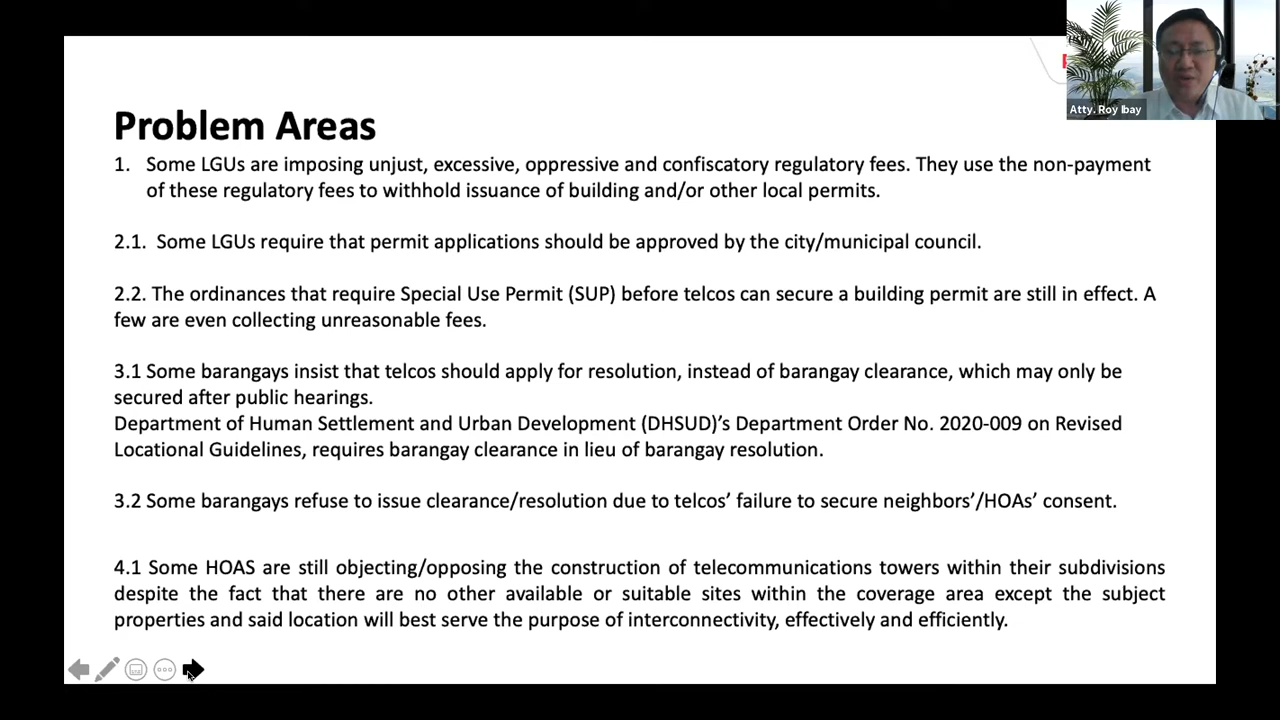 Atty. Roy Ibay
Problem Areas
1. Some LGUs are imposing unjust, excessive, oppressive and confiscatory regulatory fees. They use the non-payment
of these regulatory fees to withhold issuance of building and/or other local permits.
2.1. Some LGUs require that permit applications should be approved by the city/municipal council.
2.2. The ordinances that require Special Use Permit (SUP) before telcos can secure a building permit are still in effect. A
few are even collecting unreasonable fees.
3.1 Some barangays insist that telcos should apply for resolution, instead of barangay clearance, which may only be
secured after public hearings.
Department of Human Settlement and Urban Development (DHSUD)’s Department Order No. 2020-009 on Revised
Locational Guidelines, requires barangay clearance in lieu of barangay resolution.
3.2 Some barangays refuse to issue clearance/resolution due to telcos’ failure to secure neighbors’/HOAs’ consent.
4.1 Some HOAS are still objecting/opposing the construction of telecommunications towers within their subdivisions
despite the fact that there are no other available or suitable sites within the coverage area except the subject
properties and said location will best serve the purpose of interconnectivity, effectively and efficiently.